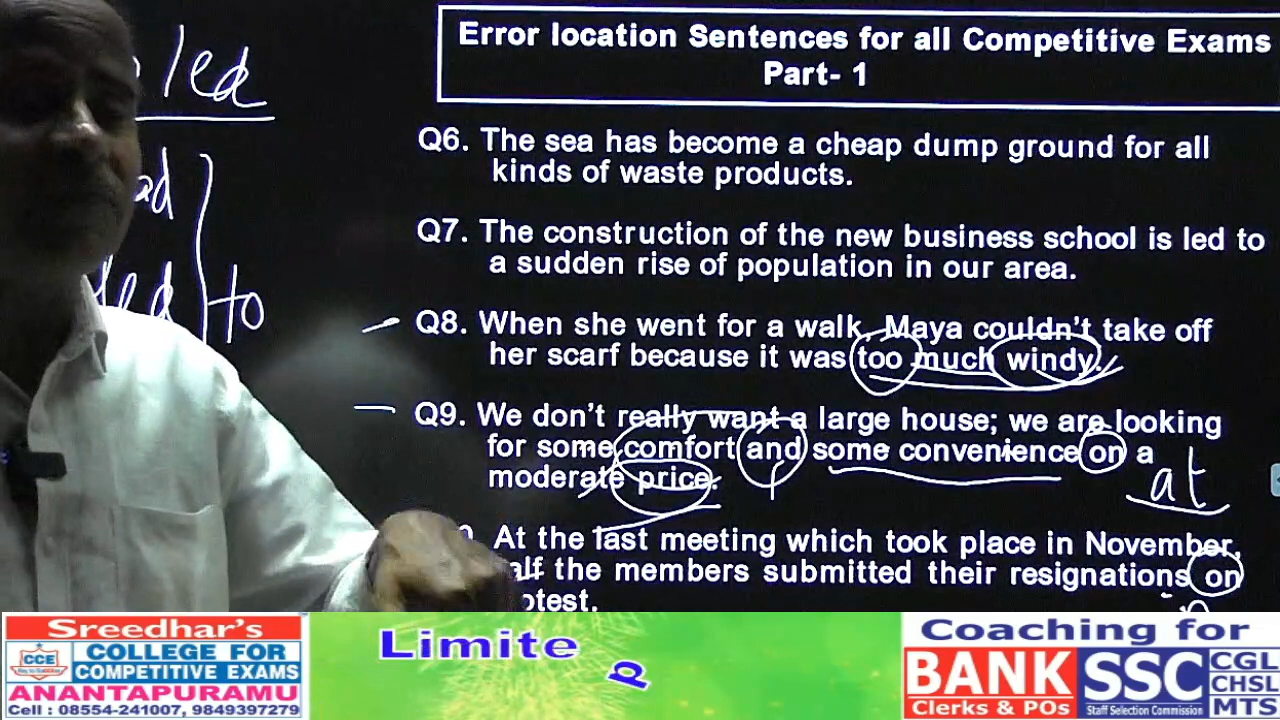 Error location Sentences for all Competitive Exams
Part- 1
led
to
Q6. The sea has become a cheap dump ground for all
kinds of waste products.
Q7. The construction of the new business school is led to
a sudden rise of population in our area.
Q8. When she went for a walk, Maya couldn't take off
her scarf because it was too much windy.
Q9. We don't really want a large house; we are looking
for some comfort and some convenience on a
moderate price.
at
At the last meeting which took place in November,
the members submitted their resignations on
Sreedhar's
CCE
COLLEGE FOR
COMPETITIVE EXAMS
ANANTAPURAMU
Cell : 08554-241007, 9849397279
Limite
Coaching for
BANK
Clerks & POs
SSC
Staff Selection Commission
CGL
CHSL
MTS